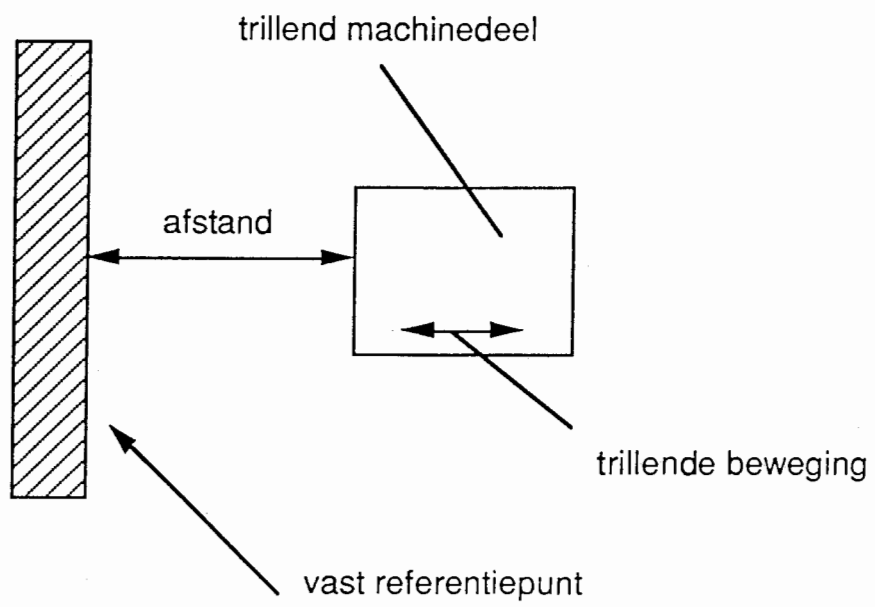 trillend machinedeel
afstand
trillende beweging
vast referentiepunt